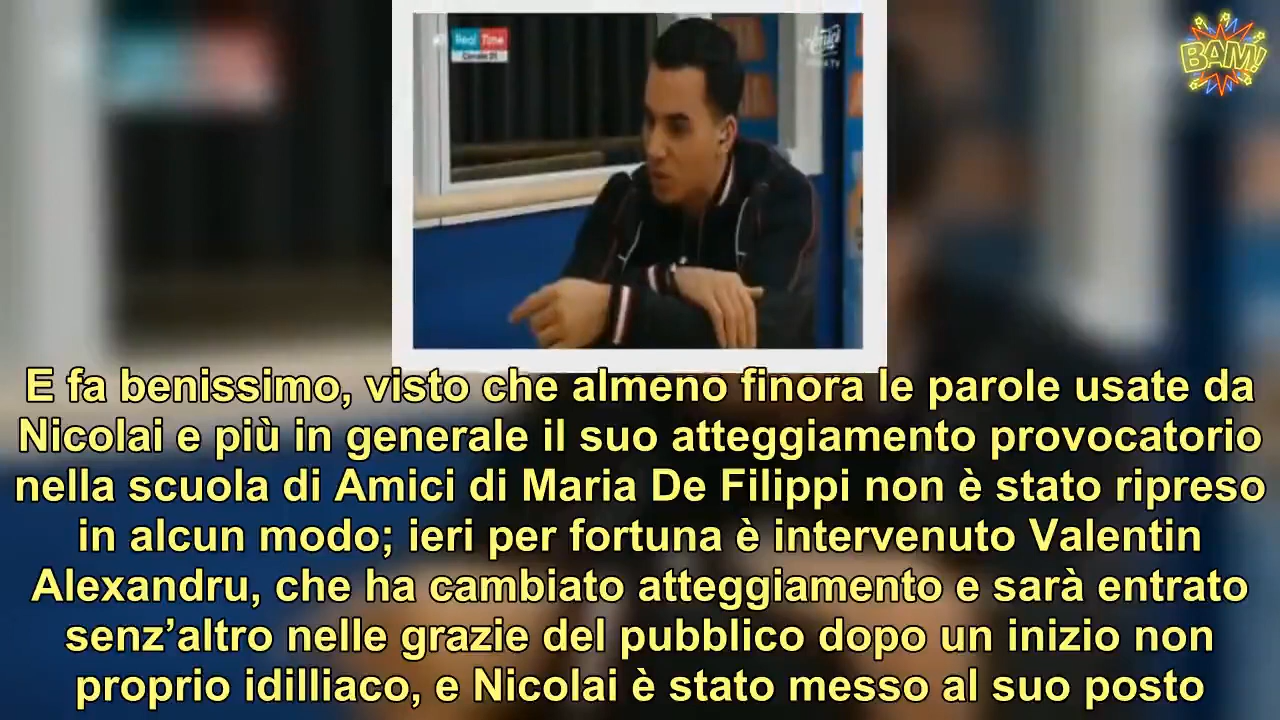 Real Time
Canale 31
BAM!
E fa benissimo, visto che almeno finora le parole usate da
Nicolai e più in generale il suo atteggiamento provocatorio
nella scuola di Amici di Maria De Filippi non è stato ripreso
in alcun modo; ieri per fortuna è intervenuto Valentin
Alexandru, che ha cambiato atteggiamento e sarà entrato
senz’altro nelle grazie del pubblico dopo un inizio non
proprio idilliaco, e Nicolai è stato messo al suo posto